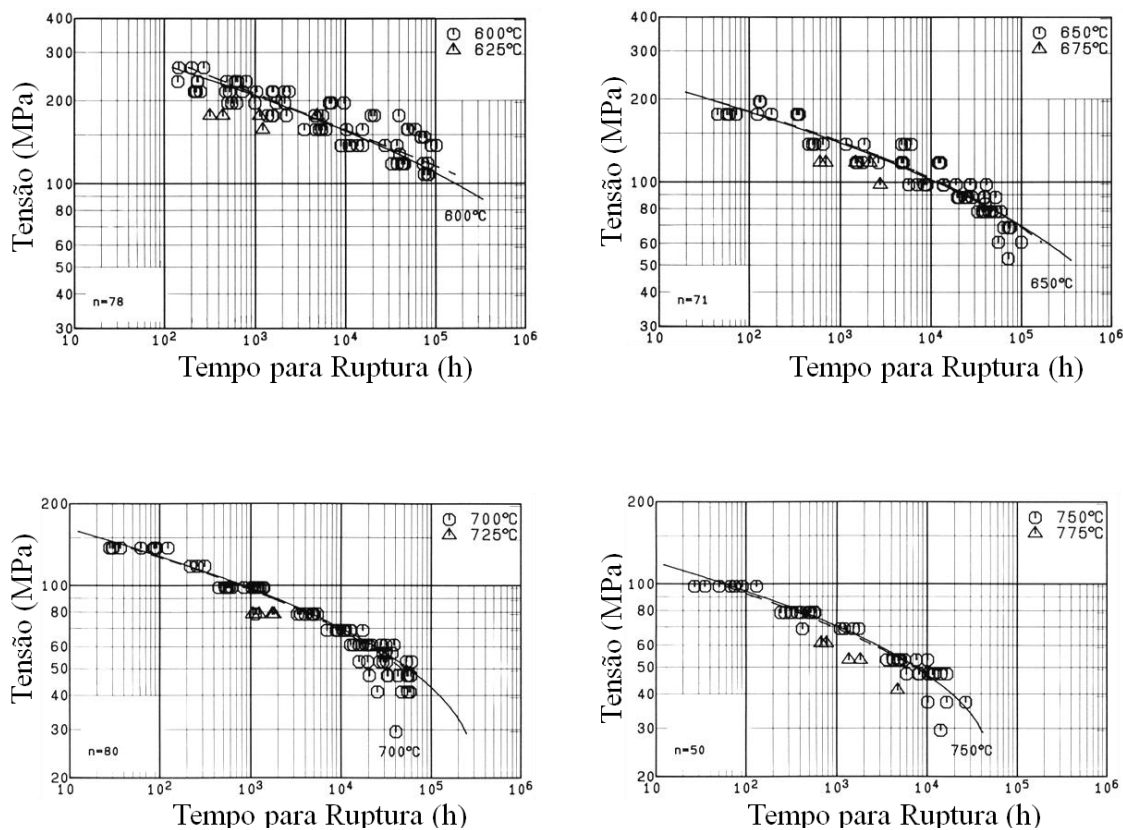 400
300
200
100
80
60
50
40
30
600°C
625°C
600°C
n=78
10 10² 10³ 10⁴ 10⁵ 10⁶
Tensão (MPa)
Tempo para Ruptura (h)
400
300
200
100
80
60
50
40
30
650°C
675°C
650°C
n=71
10 10² 10³ 10⁴ 10⁵ 10⁶
Tensão (MPa)
Tempo para Ruptura (h)
200
100
80
60
50
40
30
20
700°C
725°C
700°C
n=80
10 10² 10³ 10⁴ 10⁵ 10⁶
Tensão (MPa)
Tempo para Ruptura (h)
200
100
80
60
50
40
30
20
750°C
775°C
750°C
n=50
10 10² 10³ 10⁴ 10⁵ 10⁶
Tensão (MPa)
Tempo para Ruptura (h)